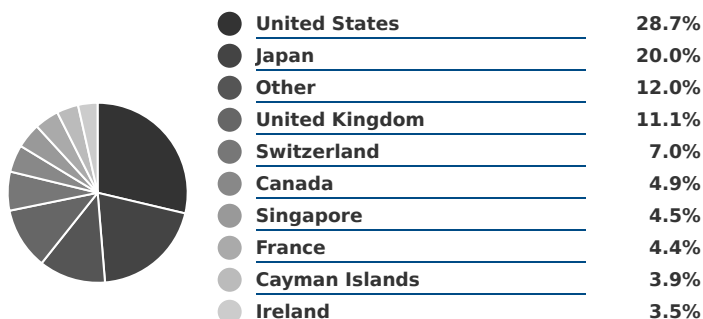 United States 28.7%
Japan 20.0%
Other 12.0%
United Kingdom 11.1%
Switzerland 7.0%
Canada 4.9%
Singapore 4.5%
France 4.4%
Cayman Islands 3.9%
Ireland 3.5%